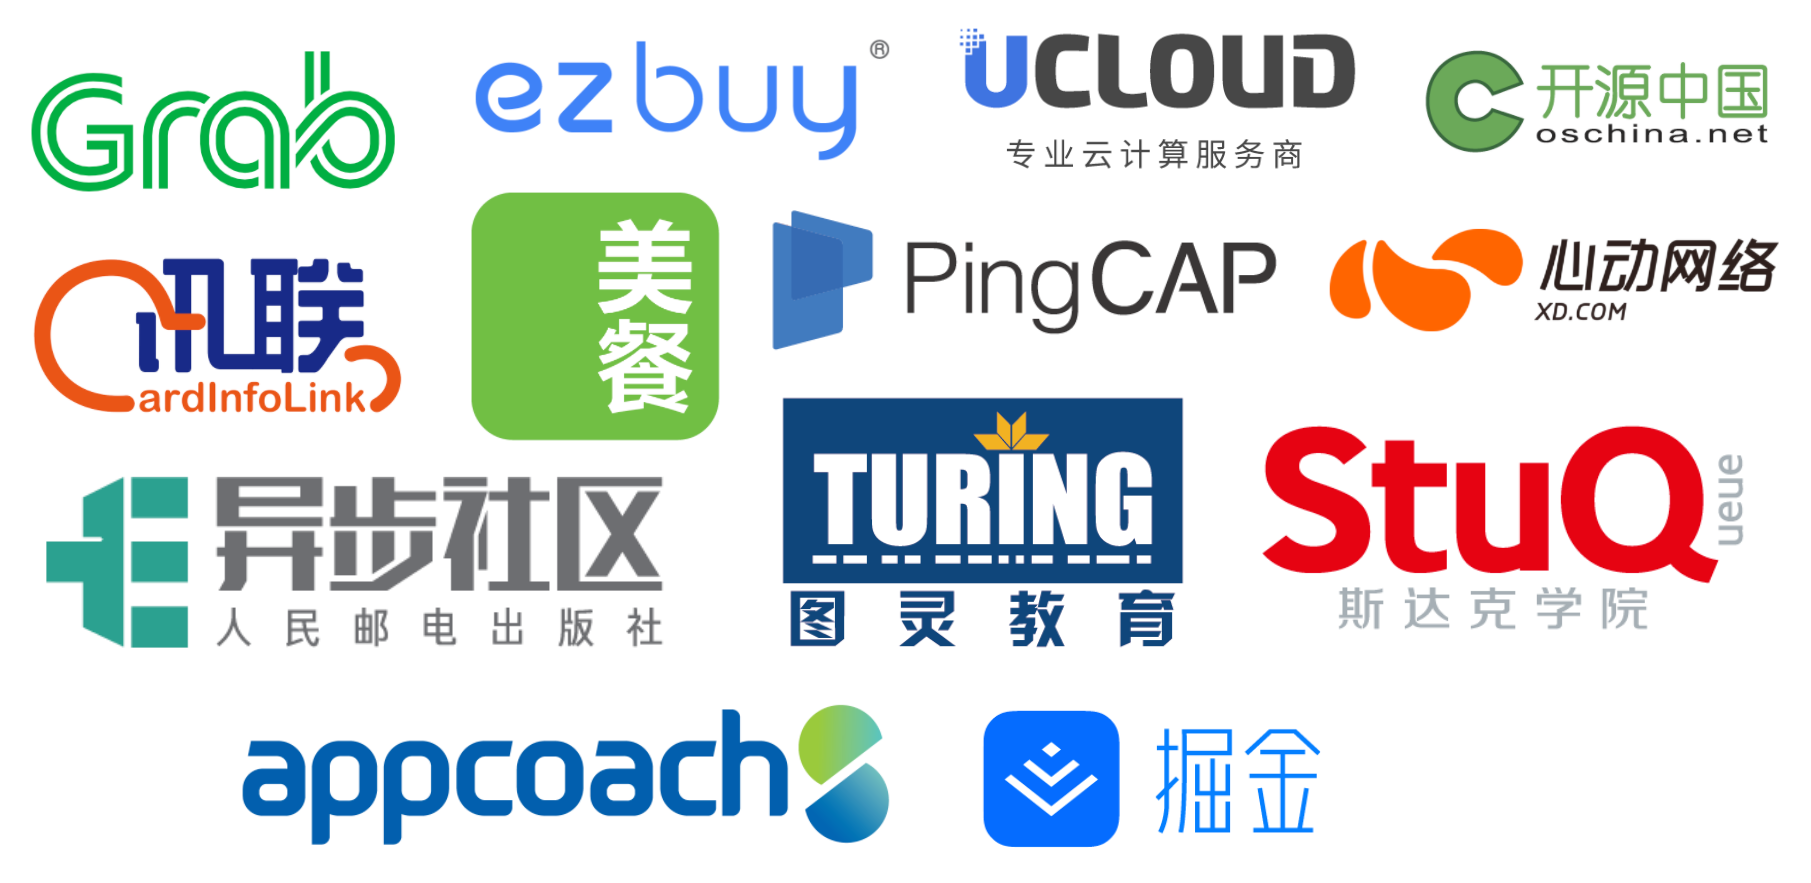 Grab
ezbuy®
UCLOUD
专业云计算服务商
开源中国
oschina.net
讯联
CardInfoLink
美
餐
PingCAP
心动网络
XD.COM
异步社区
人民邮电出版社
TURING
图灵教育
StuQ
ueue
斯达克学院
appcoachS
掘金